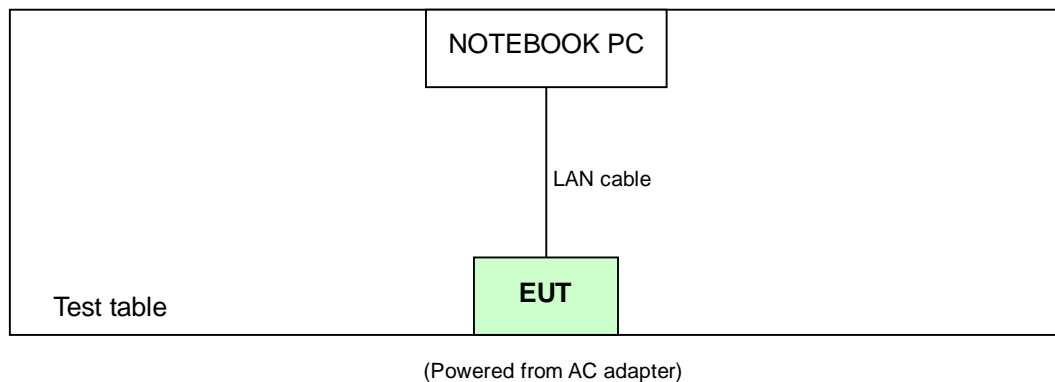 NOTEBOOK PC
LAN cable
EUT
Test table
(Powered from AC adapter)